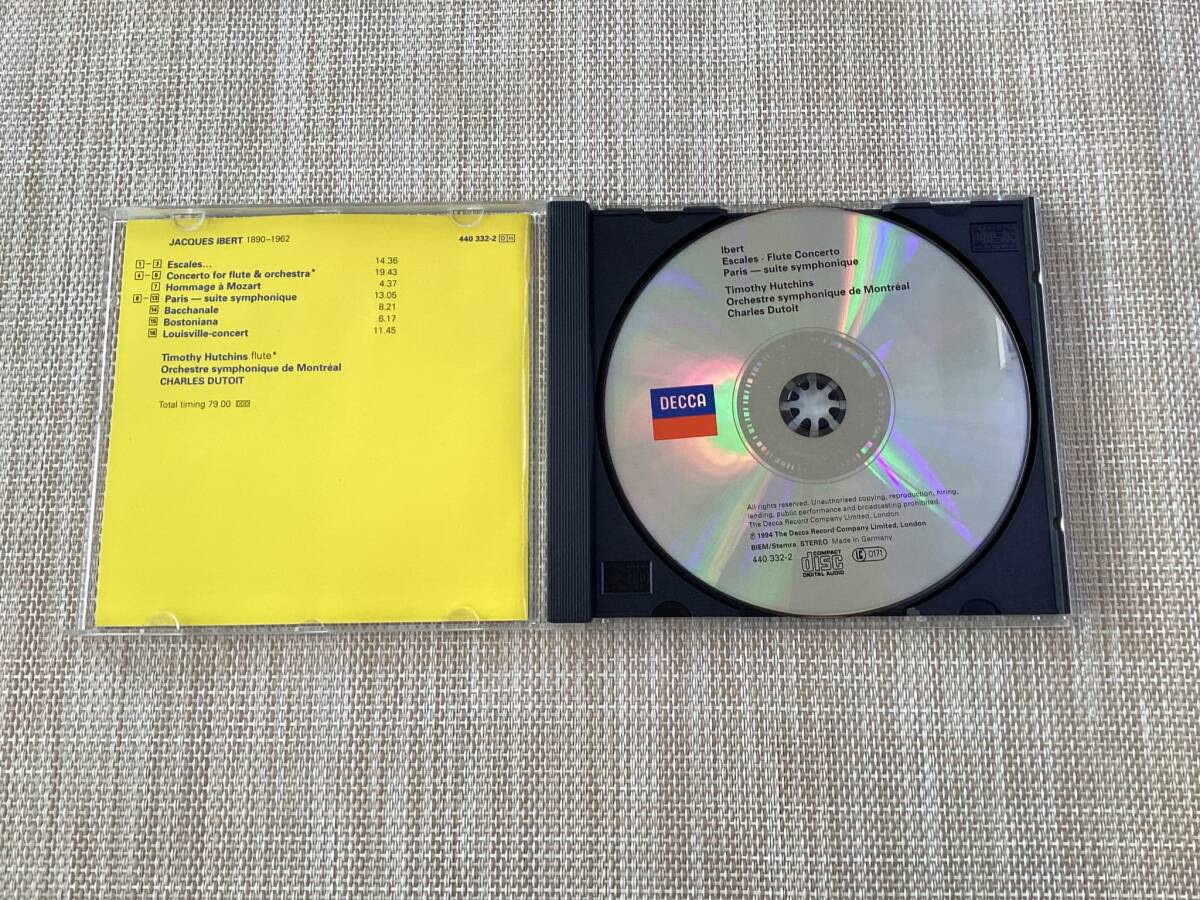 JACQUES IBERT 1890–1962 440 332-2 DH
1–3 Escales... 14.36
4–6 Concerto for flute & orchestra* 19.43
7 Hommage à Mozart 4.37
8–13 Paris — suite symphonique 13.05
14 Bacchanale 8.21
15 Bostoniana 6.17
16 Louisville-concert 11.45
Timothy Hutchins flute*
Orchestre symphonique de Montréal
CHARLES DUTOIT
Total timing 79.00 DDD
Ibert
Escales · Flute Concerto
Paris — suite symphonique
Timothy Hutchins
Orchestre symphonique de Montréal
Charles Dutoit
DECCA
All rights reserved. Unauthorised copying, reproduction, hiring,
lending, public performance and broadcasting prohibited.
The Decca Record Company Limited, London
℗ 1994 The Decca Record Company Limited, London
BIEM/Stemra STEREO Made in Germany
440 332-2 COMPACT disc DIGITAL AUDIO LC 0171